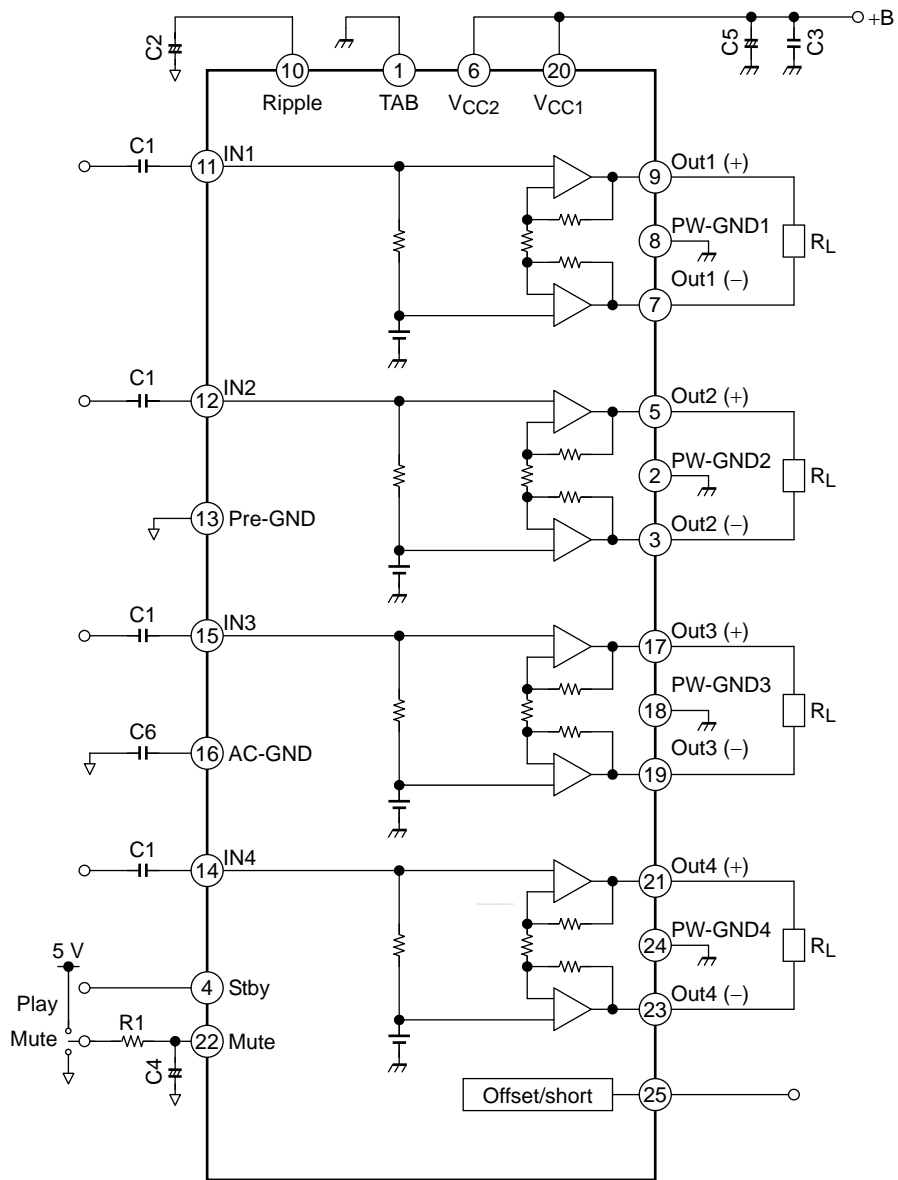 C2
C5
C3
+B
10
1
6
20
Ripple
TAB
VCC2
VCC1
C1
11
IN1
9
Out1 (+)
8
PW-GND1
RL
7
Out1 (−)
C1
12
IN2
5
Out2 (+)
2
PW-GND2
RL
13
Pre-GND
3
Out2 (−)
C1
15
IN3
17
Out3 (+)
18
PW-GND3
RL
C6
16
AC-GND
19
Out3 (−)
C1
14
IN4
21
Out4 (+)
24
PW-GND4
RL
5 V
Play
4
Stby
23
Out4 (−)
Mute
R1
C4
22
Mute
Offset/short
25